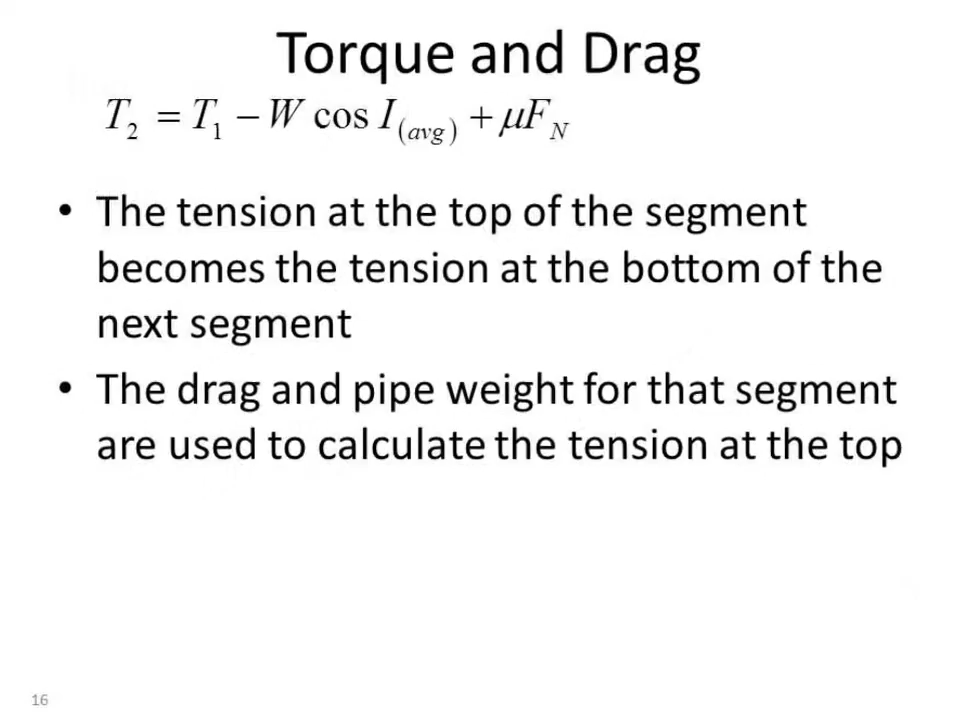 Torque and Drag
T₂ = T₁ − W cos I₍avg₎ + μF_N
• The tension at the top of the segment
becomes the tension at the bottom of the
next segment
• The drag and pipe weight for that segment
are used to calculate the tension at the top
16